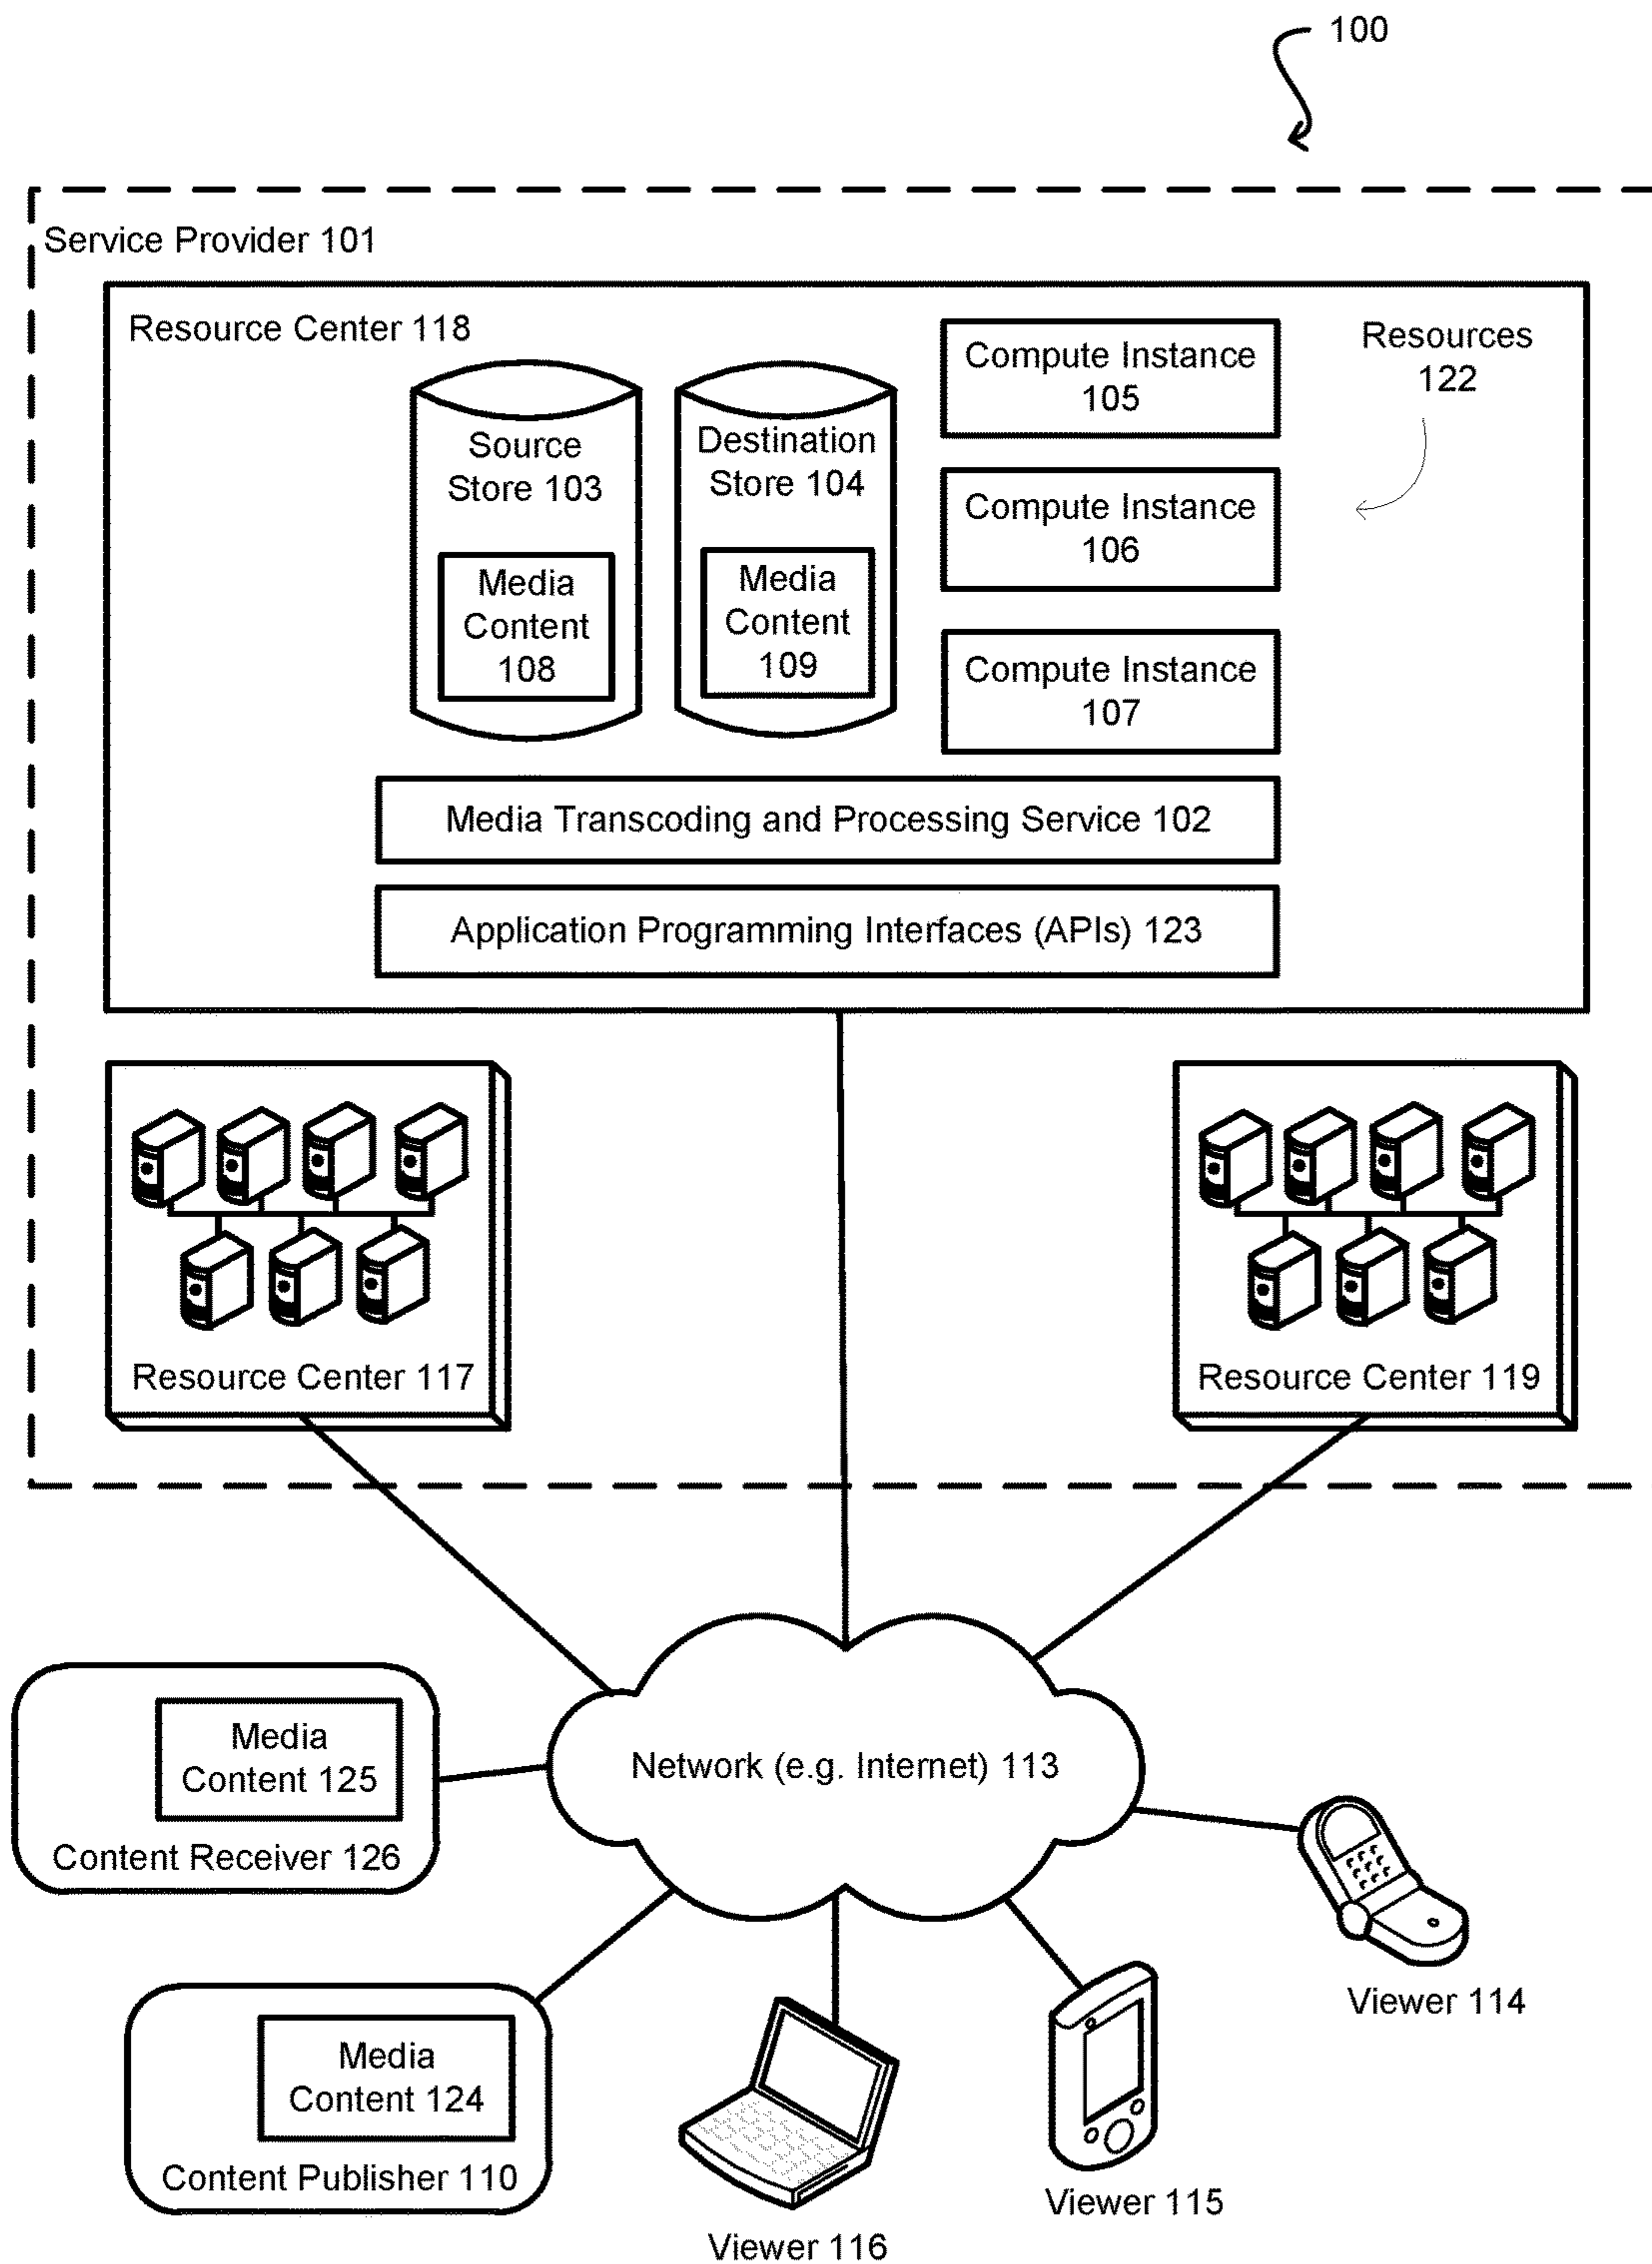 100
Service Provider 101
Resource Center 118
Source
Store 103
Media
Content
108
Destination
Store 104
Media
Content
109
Compute Instance
105
Compute Instance
106
Compute Instance
107
Resources
122
Media Transcoding and Processing Service 102
Application Programming Interfaces (APIs) 123
Resource Center 117
Resource Center 119
Network (e.g. Internet) 113
Media
Content 125
Content Receiver 126
Media
Content 124
Content Publisher 110
Viewer 114
Viewer 115
Viewer 116